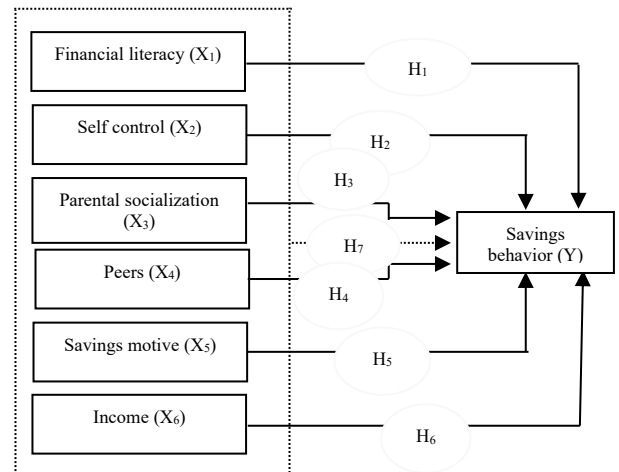 Financial literacy (X₁)
H₁
Self control (X₂)
H₂
H₃
Parental socialization
(X₃)
Savings
behavior (Y)
H₇
Peers (X₄)
H₄
Savings motive (X₅)
H₅
Income (X₆)
H₆